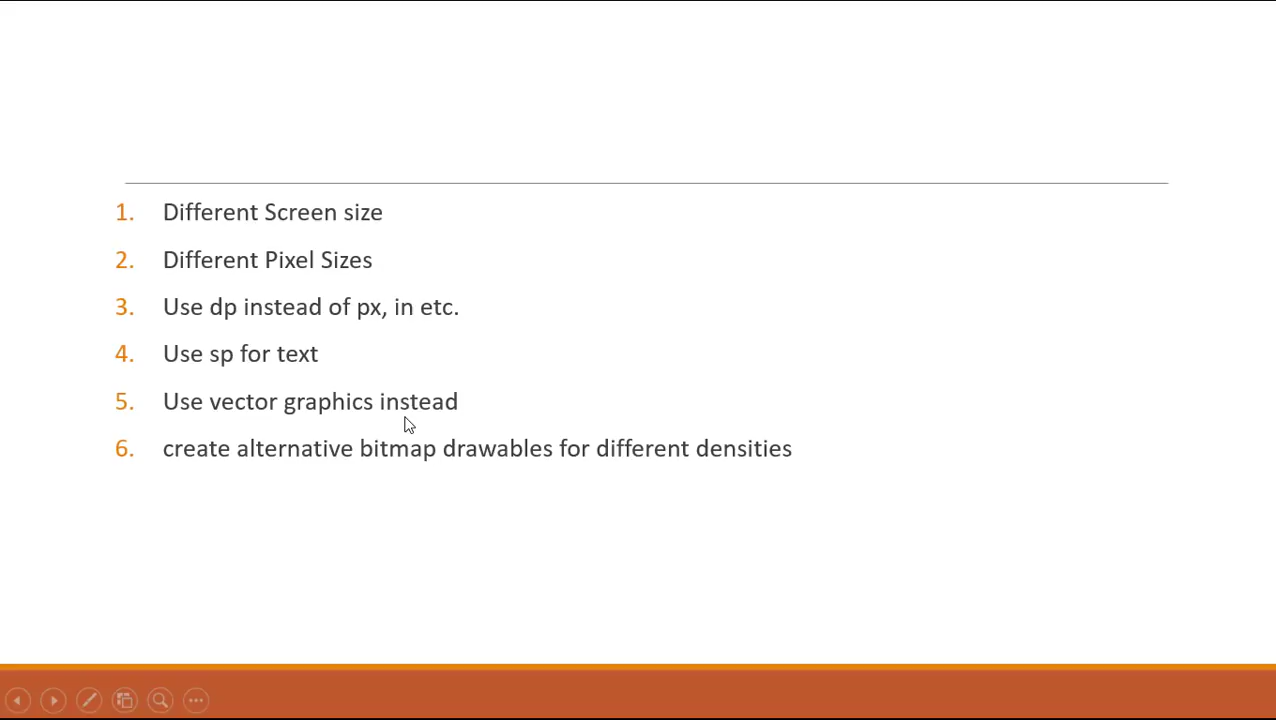 1. Different Screen size
2. Different Pixel Sizes
3. Use dp instead of px, in etc.
4. Use sp for text
5. Use vector graphics instead
6. create alternative bitmap drawables for different densities